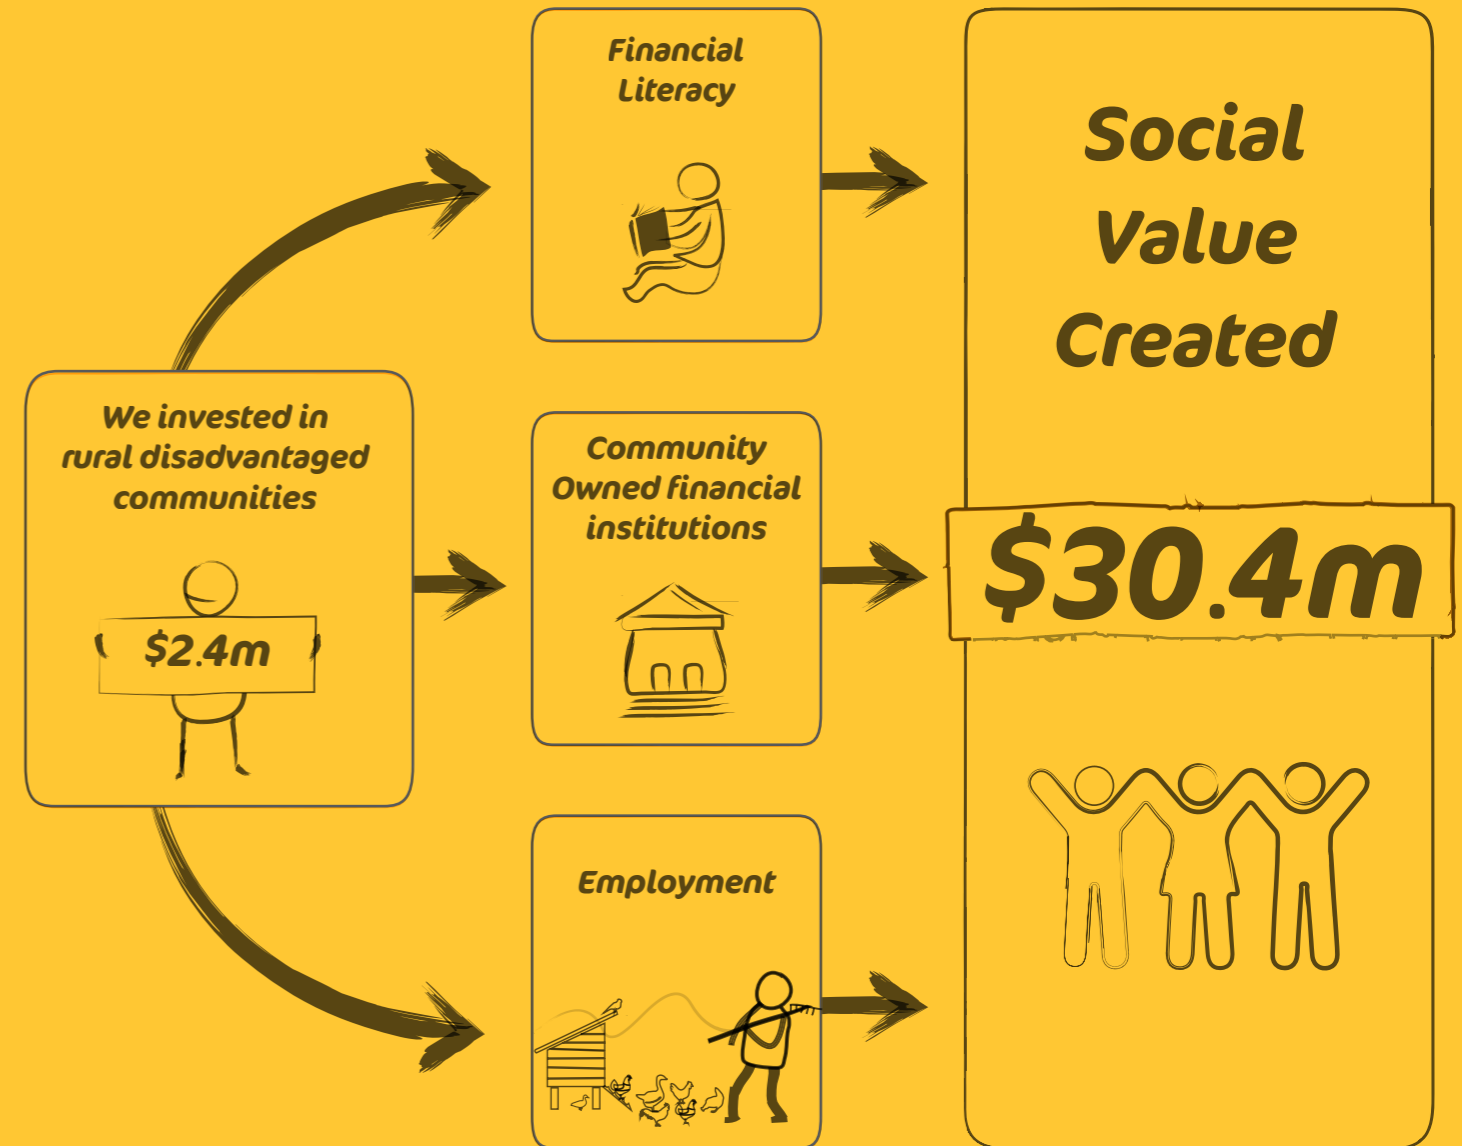 We invested in
rural disadvantaged
communities
$2.4m
Financial
Literacy
Community
Owned financial
institutions
Employment
Social
Value
Created
$30.4m